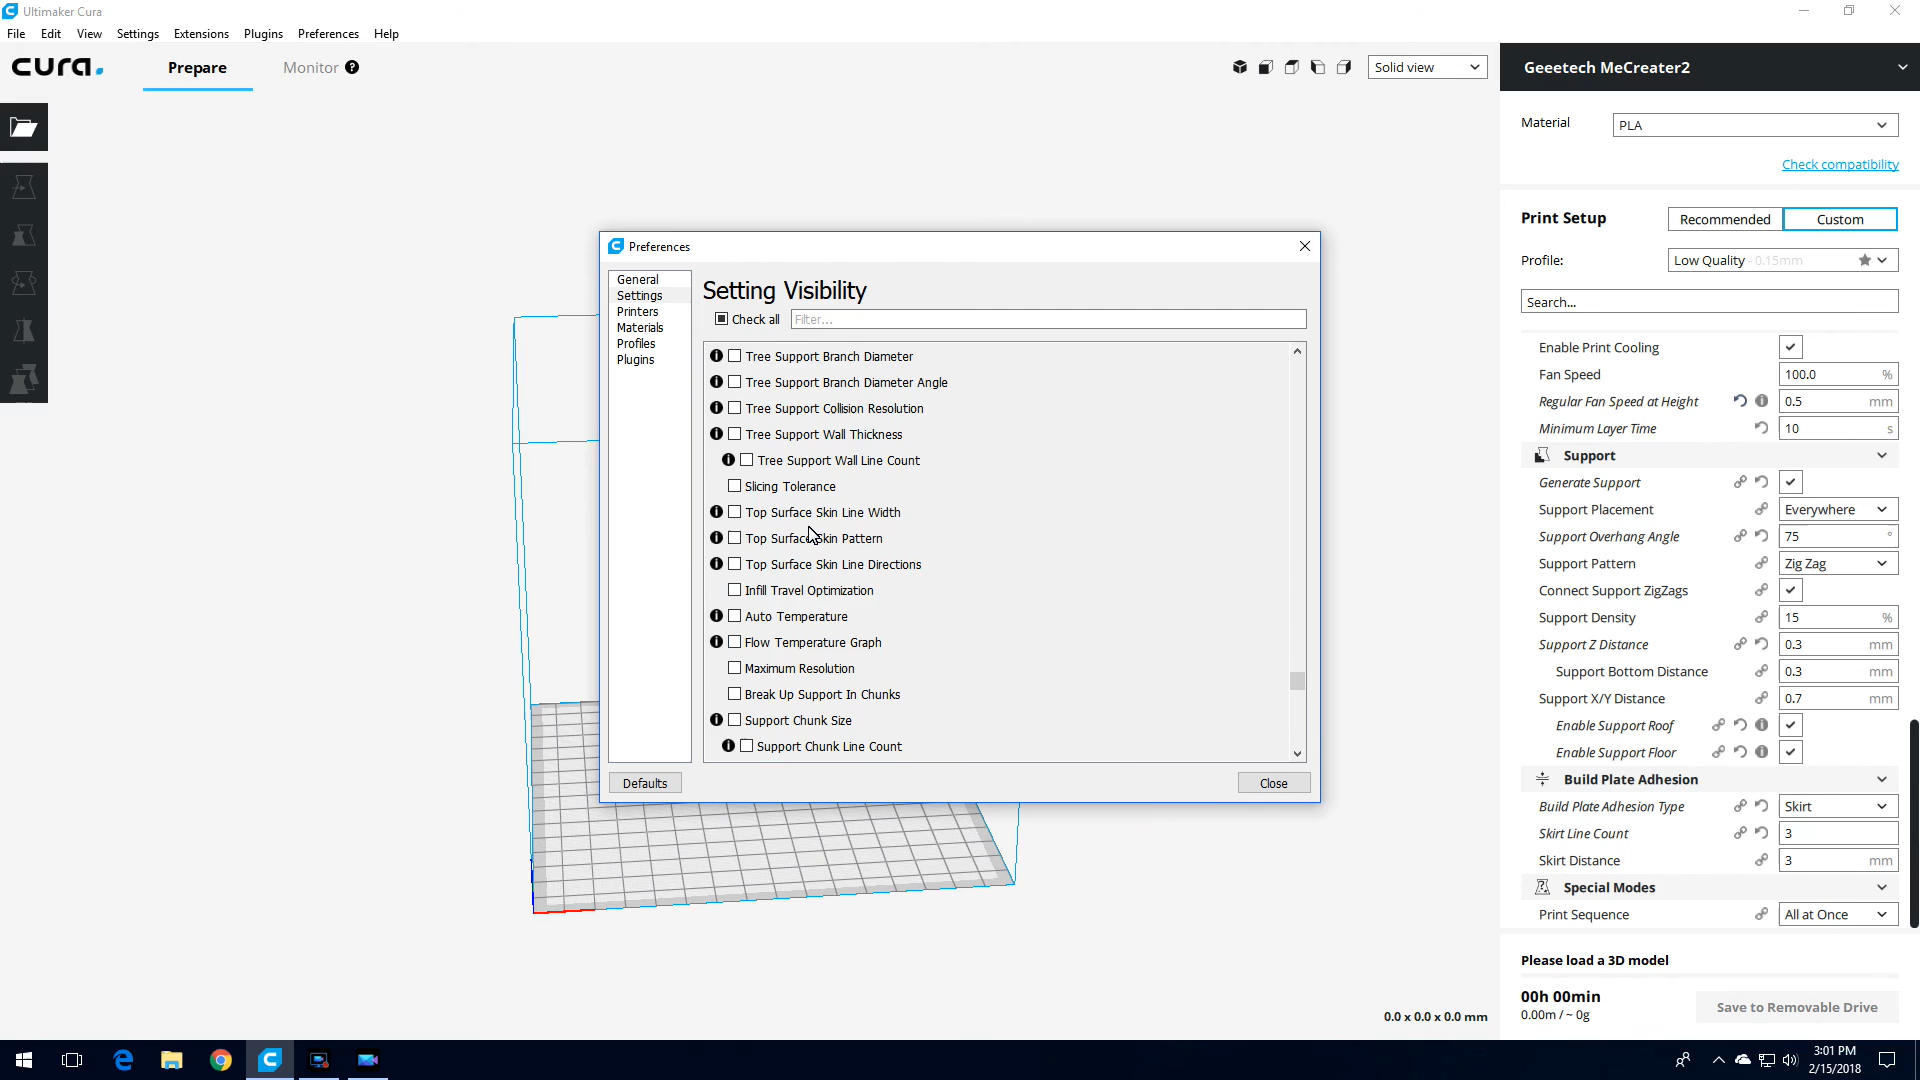 Ultimaker Cura
File Edit View Settings Extensions Plugins Preferences Help
cura.
Prepare
Monitor ?
Solid view
Geeetech MeCreater2
Material
PLA
Check compatibility
Print Setup
Recommended
Custom
Profile:
Low Quality - 0.15mm
Search...
Enable Print Cooling
Fan Speed 100.0 %
Regular Fan Speed at Height 0.5 mm
Minimum Layer Time 10 s
Support
Generate Support
Support Placement Everywhere
Support Overhang Angle 75 °
Support Pattern Zig Zag
Connect Support ZigZags
Support Density 15 %
Support Z Distance 0.3 mm
Support Bottom Distance 0.3 mm
Support X/Y Distance 0.7 mm
Enable Support Roof
Enable Support Floor
Build Plate Adhesion
Build Plate Adhesion Type Skirt
Skirt Line Count 3
Skirt Distance 3 mm
Special Modes
Print Sequence All at Once
Please load a 3D model
00h 00min
0.00m / ~ 0g
Save to Removable Drive
Preferences
General
Settings
Printers
Materials
Profiles
Plugins
Setting Visibility
Check all
Filter...
Tree Support Branch Diameter
Tree Support Branch Diameter Angle
Tree Support Collision Resolution
Tree Support Wall Thickness
Tree Support Wall Line Count
Slicing Tolerance
Top Surface Skin Line Width
Top Surface Skin Pattern
Top Surface Skin Line Directions
Infill Travel Optimization
Auto Temperature
Flow Temperature Graph
Maximum Resolution
Break Up Support In Chunks
Support Chunk Size
Support Chunk Line Count
Defaults
Close
0.0 x 0.0 x 0.0 mm
3:01 PM
2/15/2018